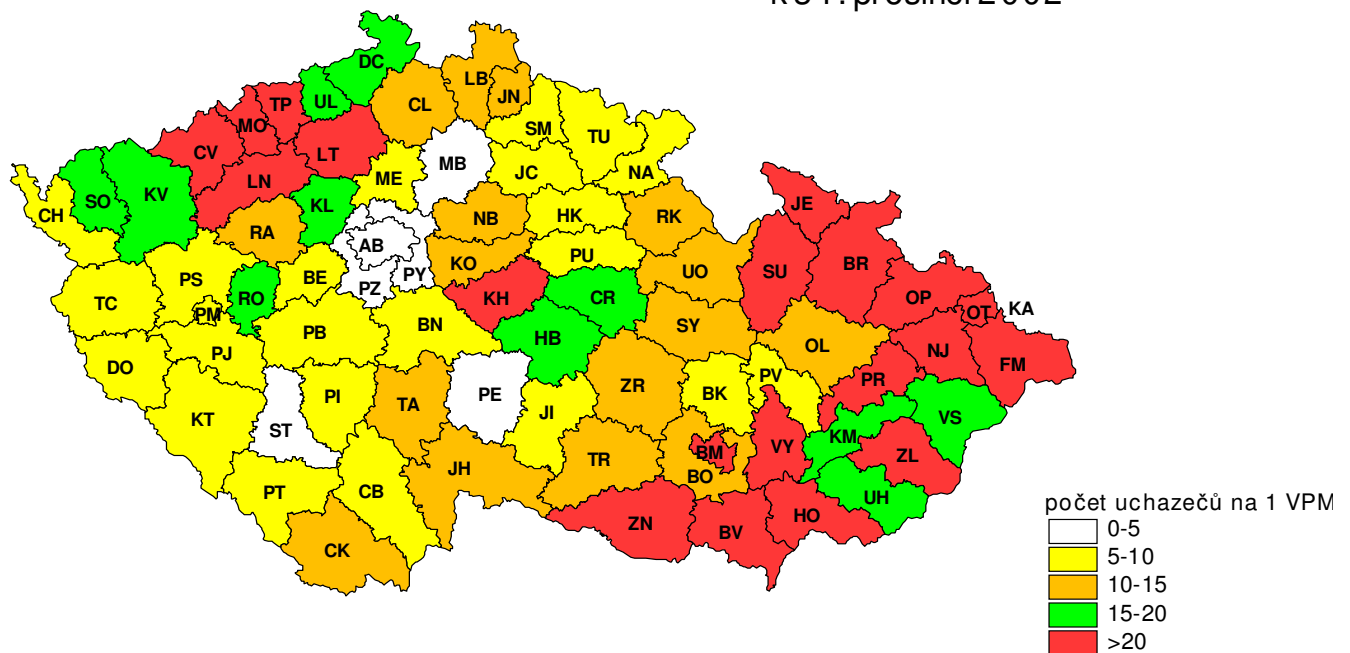 DC
LB
TP
UL
CL
JN
MO
SM
TU
CV
LT
MB
LN
ME
JC
NA
SO
KV
KL
JE
CH
NB
HK
RK
RA
AB
BE
PY
KO
PU
PS
PZ
UO
SU
BR
TC
RO
KH
CR
OP
PM
OT
KA
BN
SY
PB
HB
OL
PJ
NJ
DO
FM
PV
PR
ZR
PI
TA
PE
BK
KT
JI
VS
ST
KM
VY
BM
ZL
TR
JH
BO
PT
CB
UH
ZN
HO
BV
CK
počet uchazečů na 1 VPM
0-5
5-10
10-15
15-20
>20